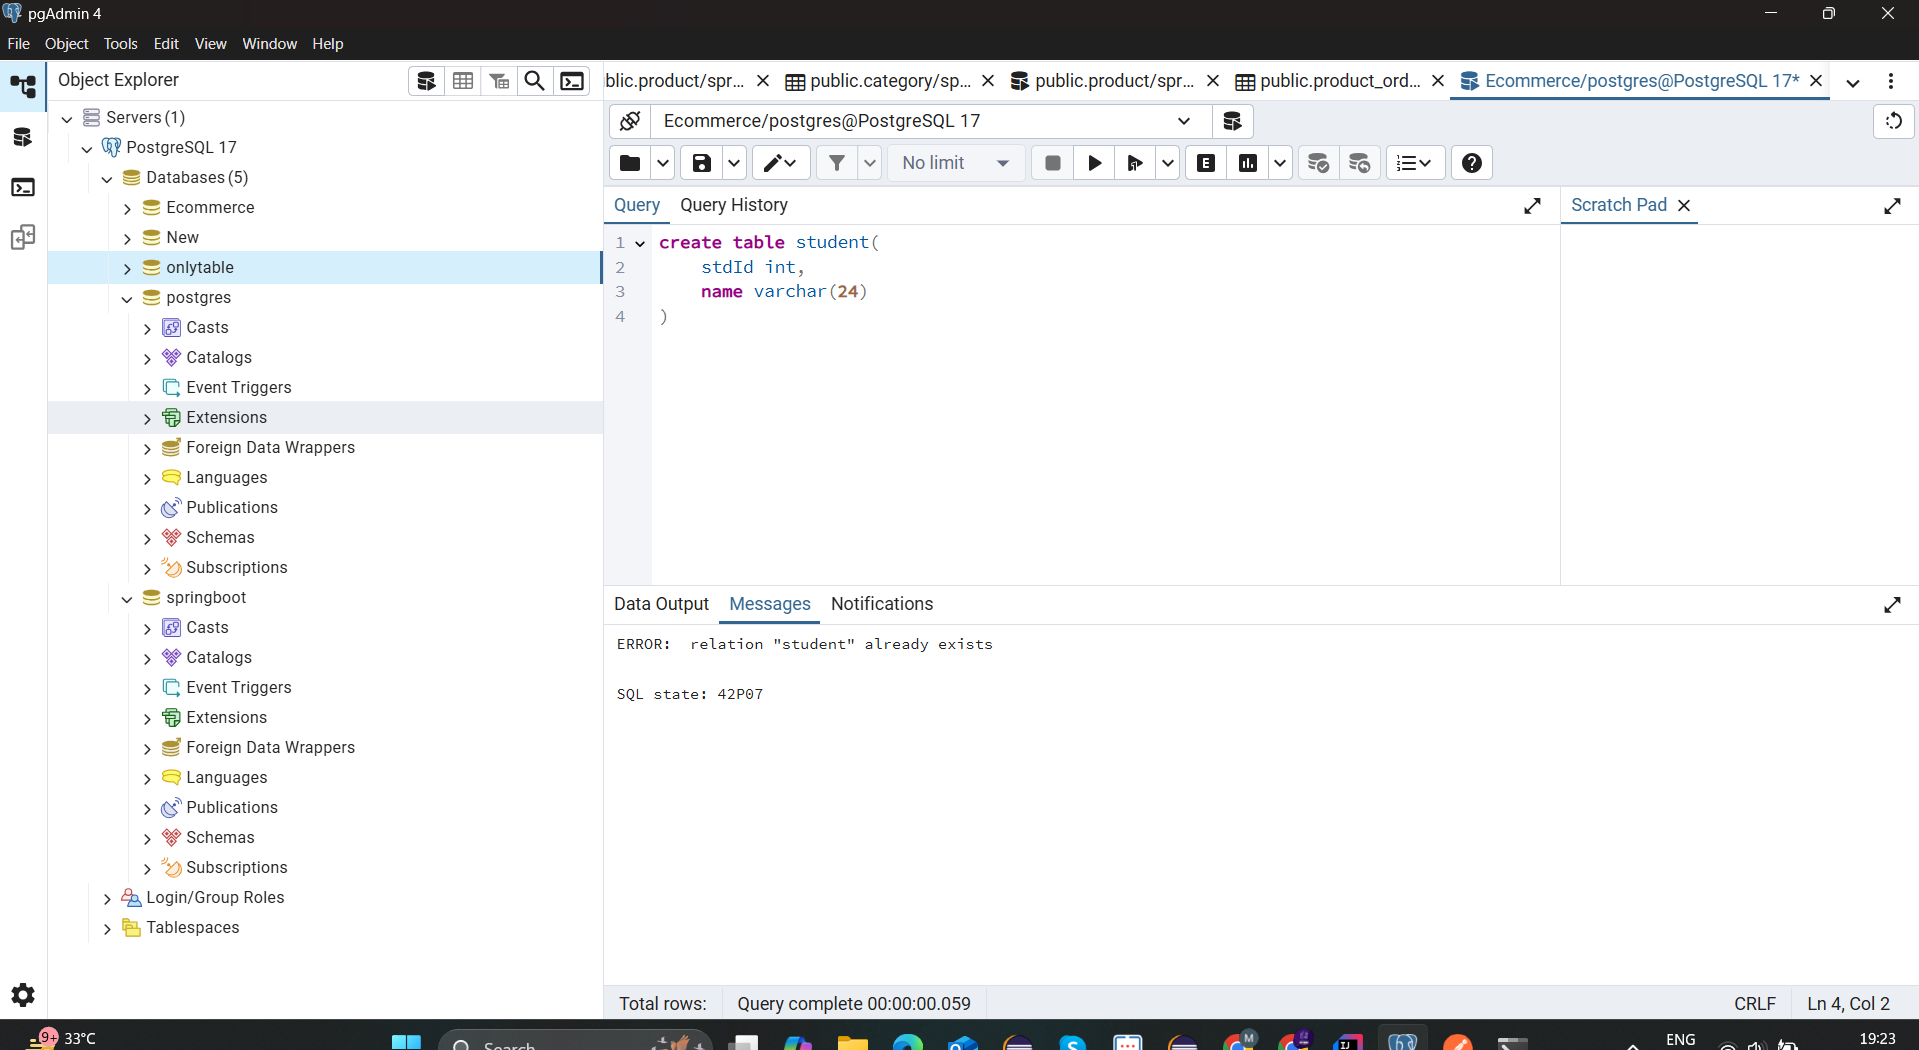 pgAdmin 4
File Object Tools Edit View Window Help
Object Explorer
blic.product/spr... public.category/sp... public.product/spr... public.product_ord... Ecommerce/postgres@PostgreSQL 17*
Ecommerce/postgres@PostgreSQL 17
No limit
Servers (1)
PostgreSQL 17
Databases (5)
Ecommerce
New
onlytable
postgres
Casts
Catalogs
Event Triggers
Extensions
Foreign Data Wrappers
Languages
Publications
Schemas
Subscriptions
springboot
Casts
Catalogs
Event Triggers
Extensions
Foreign Data Wrappers
Languages
Publications
Schemas
Subscriptions
Login/Group Roles
Tablespaces
Query Query History
Scratch Pad
1 create table student(
2 stdId int,
3 name varchar(24)
4 )
Data Output Messages Notifications
ERROR: relation "student" already exists
SQL state: 42P07
Total rows: Query complete 00:00:00.059 CRLF Ln 4, Col 2
9+ 33°C Search ENG 19:23